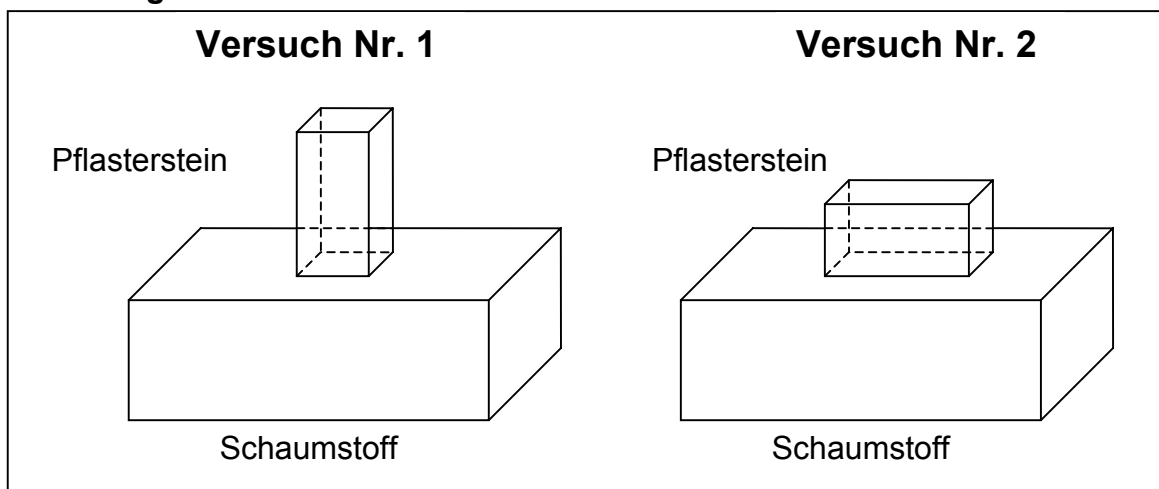 Versuch Nr. 1
Versuch Nr. 2
Pflasterstein
Pflasterstein
Schaumstoff
Schaumstoff